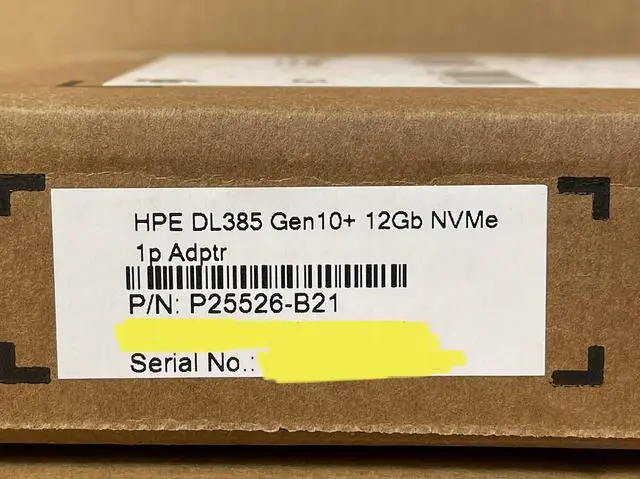 HPE DL385 Gen10+ 12Gb NVMe
1p Adptr
P/N: P25526-B21
Serial No.: